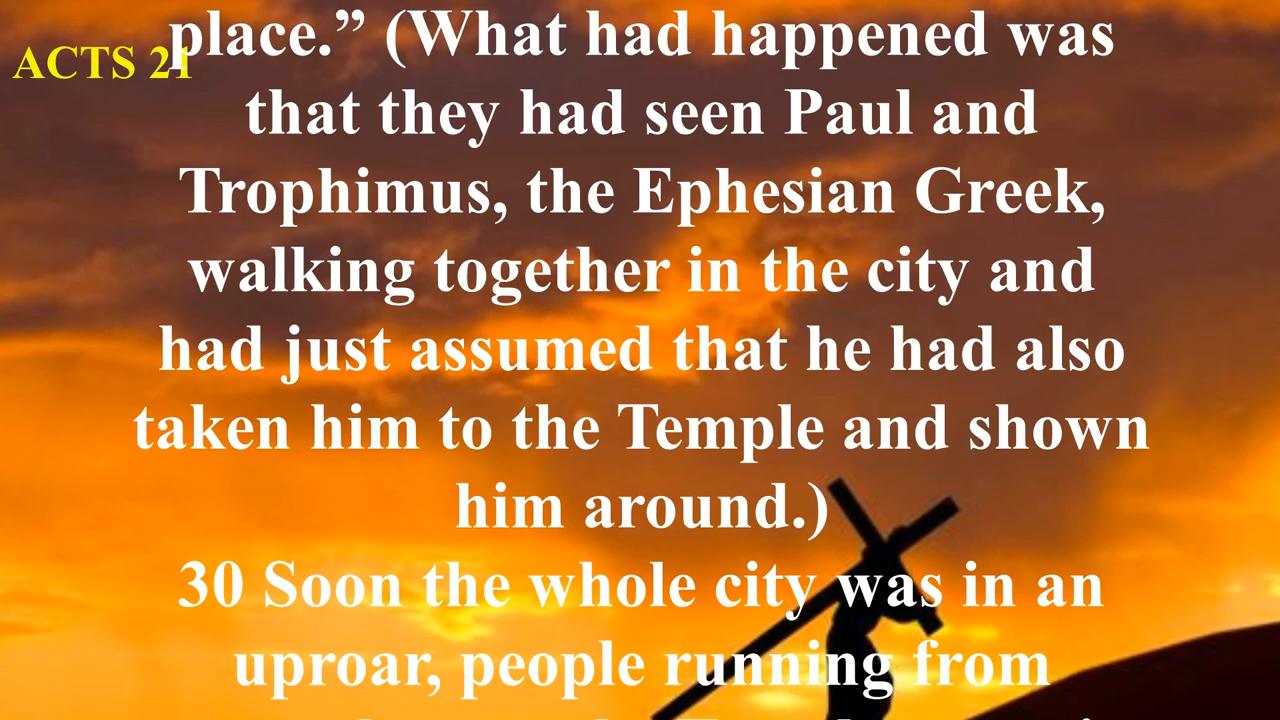 place.” (What had happened was
ACTS 21
that they had seen Paul and
Trophimus, the Ephesian Greek,
walking together in the city and
had just assumed that he had also
taken him to the Temple and shown
him around.)
30 Soon the whole city was in an
uproar, people running from